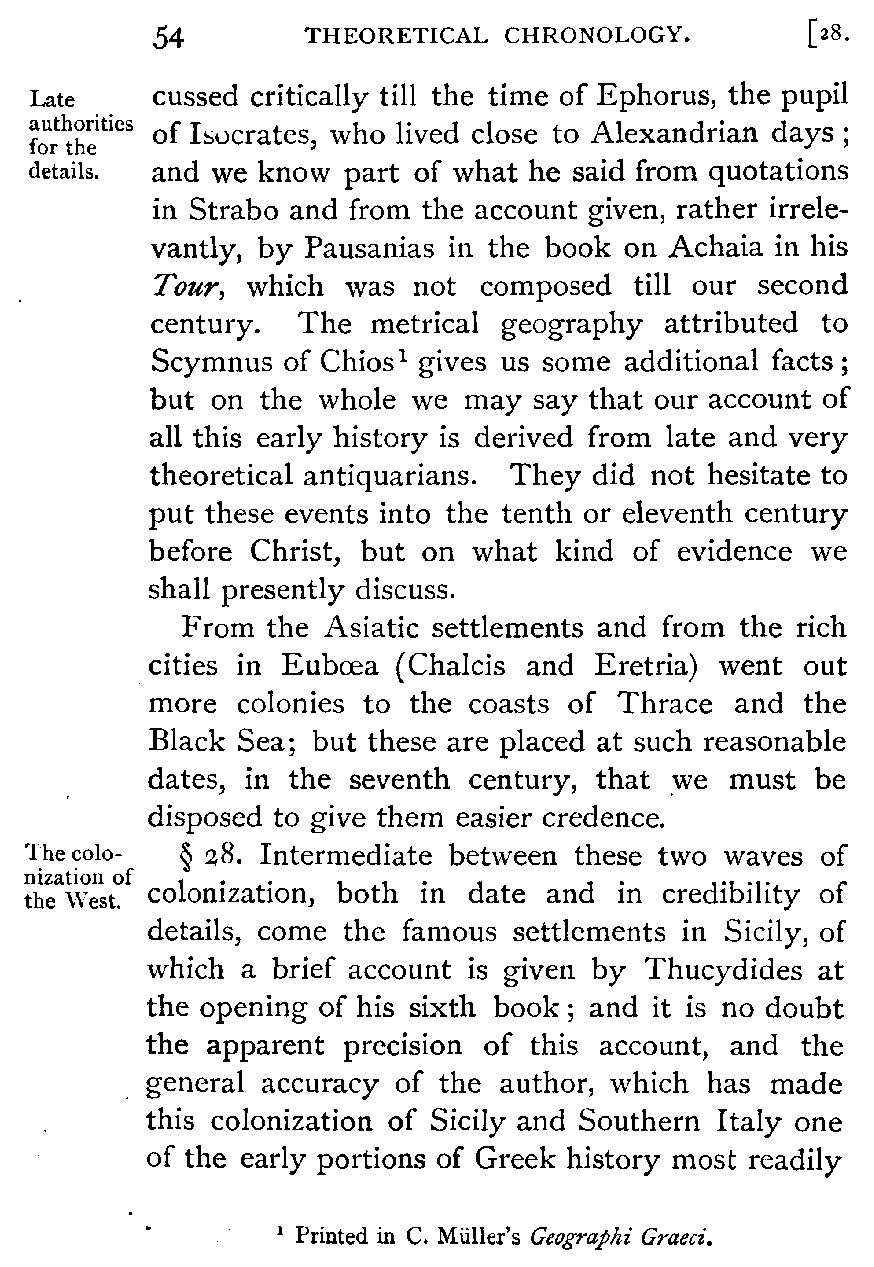 54 THEORETICAL CHRONOLOGY. [28.
Late
authorities
for the
details.
cussed critically till the time of Ephorus, the pupil
of Isocrates, who lived close to Alexandrian days ;
and we know part of what he said from quotations
in Strabo and from the account given, rather irrele-
vantly, by Pausanias in the book on Achaia in his
Tour, which was not composed till our second
century. The metrical geography attributed to
Scymnus of Chios¹ gives us some additional facts ;
but on the whole we may say that our account of
all this early history is derived from late and very
theoretical antiquarians. They did not hesitate to
put these events into the tenth or eleventh century
before Christ, but on what kind of evidence we
shall presently discuss.
From the Asiatic settlements and from the rich
cities in Eubœa (Chalcis and Eretria) went out
more colonies to the coasts of Thrace and the
Black Sea; but these are placed at such reasonable
dates, in the seventh century, that we must be
disposed to give them easier credence.
The colo-
nization of
the West.
§ 28. Intermediate between these two waves of
colonization, both in date and in credibility of
details, come the famous settlements in Sicily, of
which a brief account is given by Thucydides at
the opening of his sixth book ; and it is no doubt
the apparent precision of this account, and the
general accuracy of the author, which has made
this colonization of Sicily and Southern Italy one
of the early portions of Greek history most readily
¹ Printed in C. Müller's Geographi Graeci.